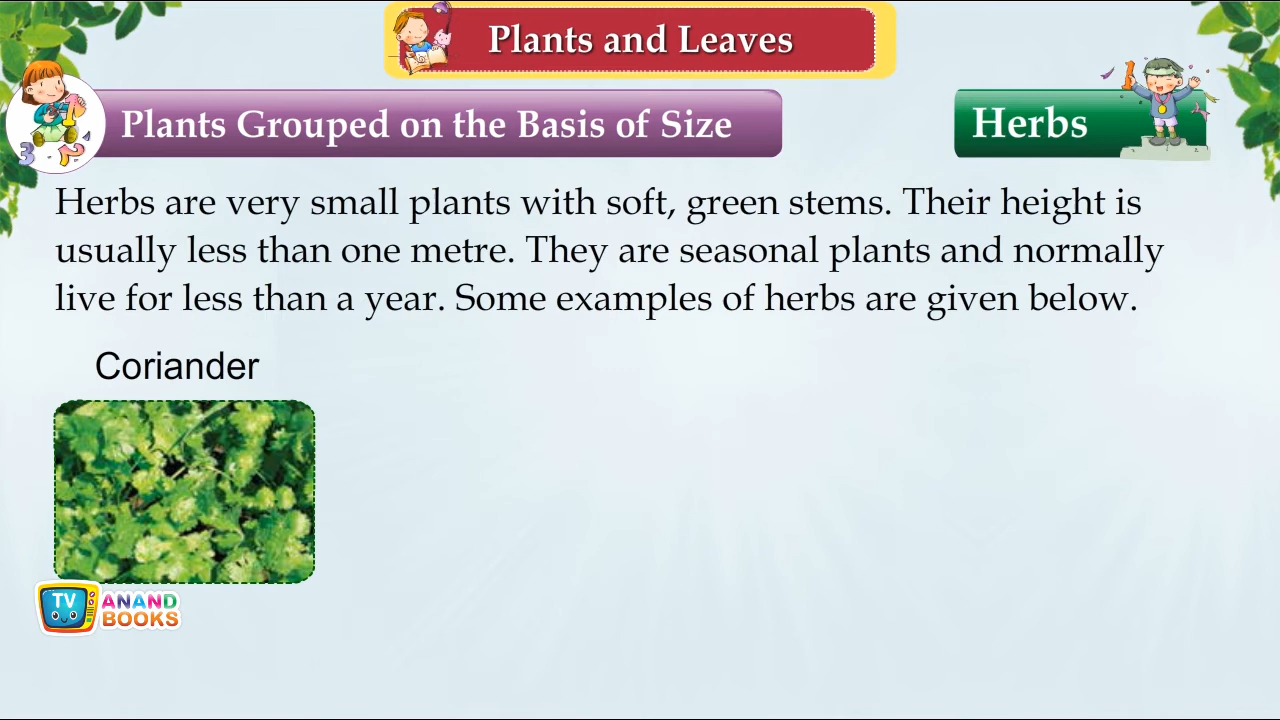 Plants and Leaves
Plants Grouped on the Basis of Size
Herbs
Herbs are very small plants with soft, green stems. Their height is
usually less than one metre. They are seasonal plants and normally
live for less than a year. Some examples of herbs are given below.
Coriander
TV
ANAND
BOOKS